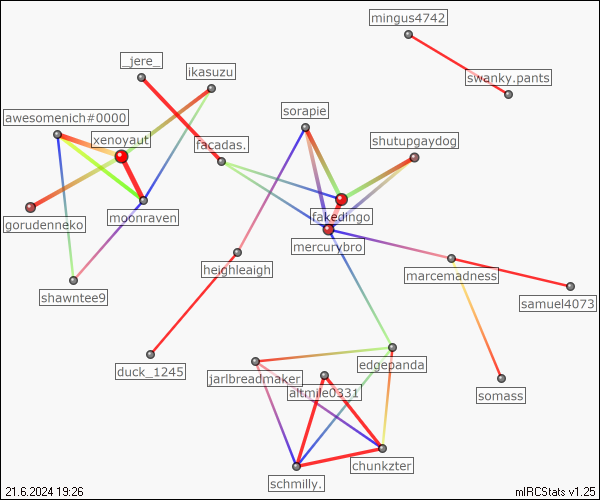 mingus4742
_jere_
ikasuzu
swanky.pants
awesomenich#0000
sorapie
xenoyaut
facadas.
shutupgaydog
gorudenneko
moonraven
fakedingo
mercurybro
heighleaigh
marcemadness
shawntee9
samuel4073
duck_1245
edgepanda
jarlbreadmaker
altmile0331
somass
chunkzter
schmilly.
21.6.2024 19:26
mIRCStats v1.25